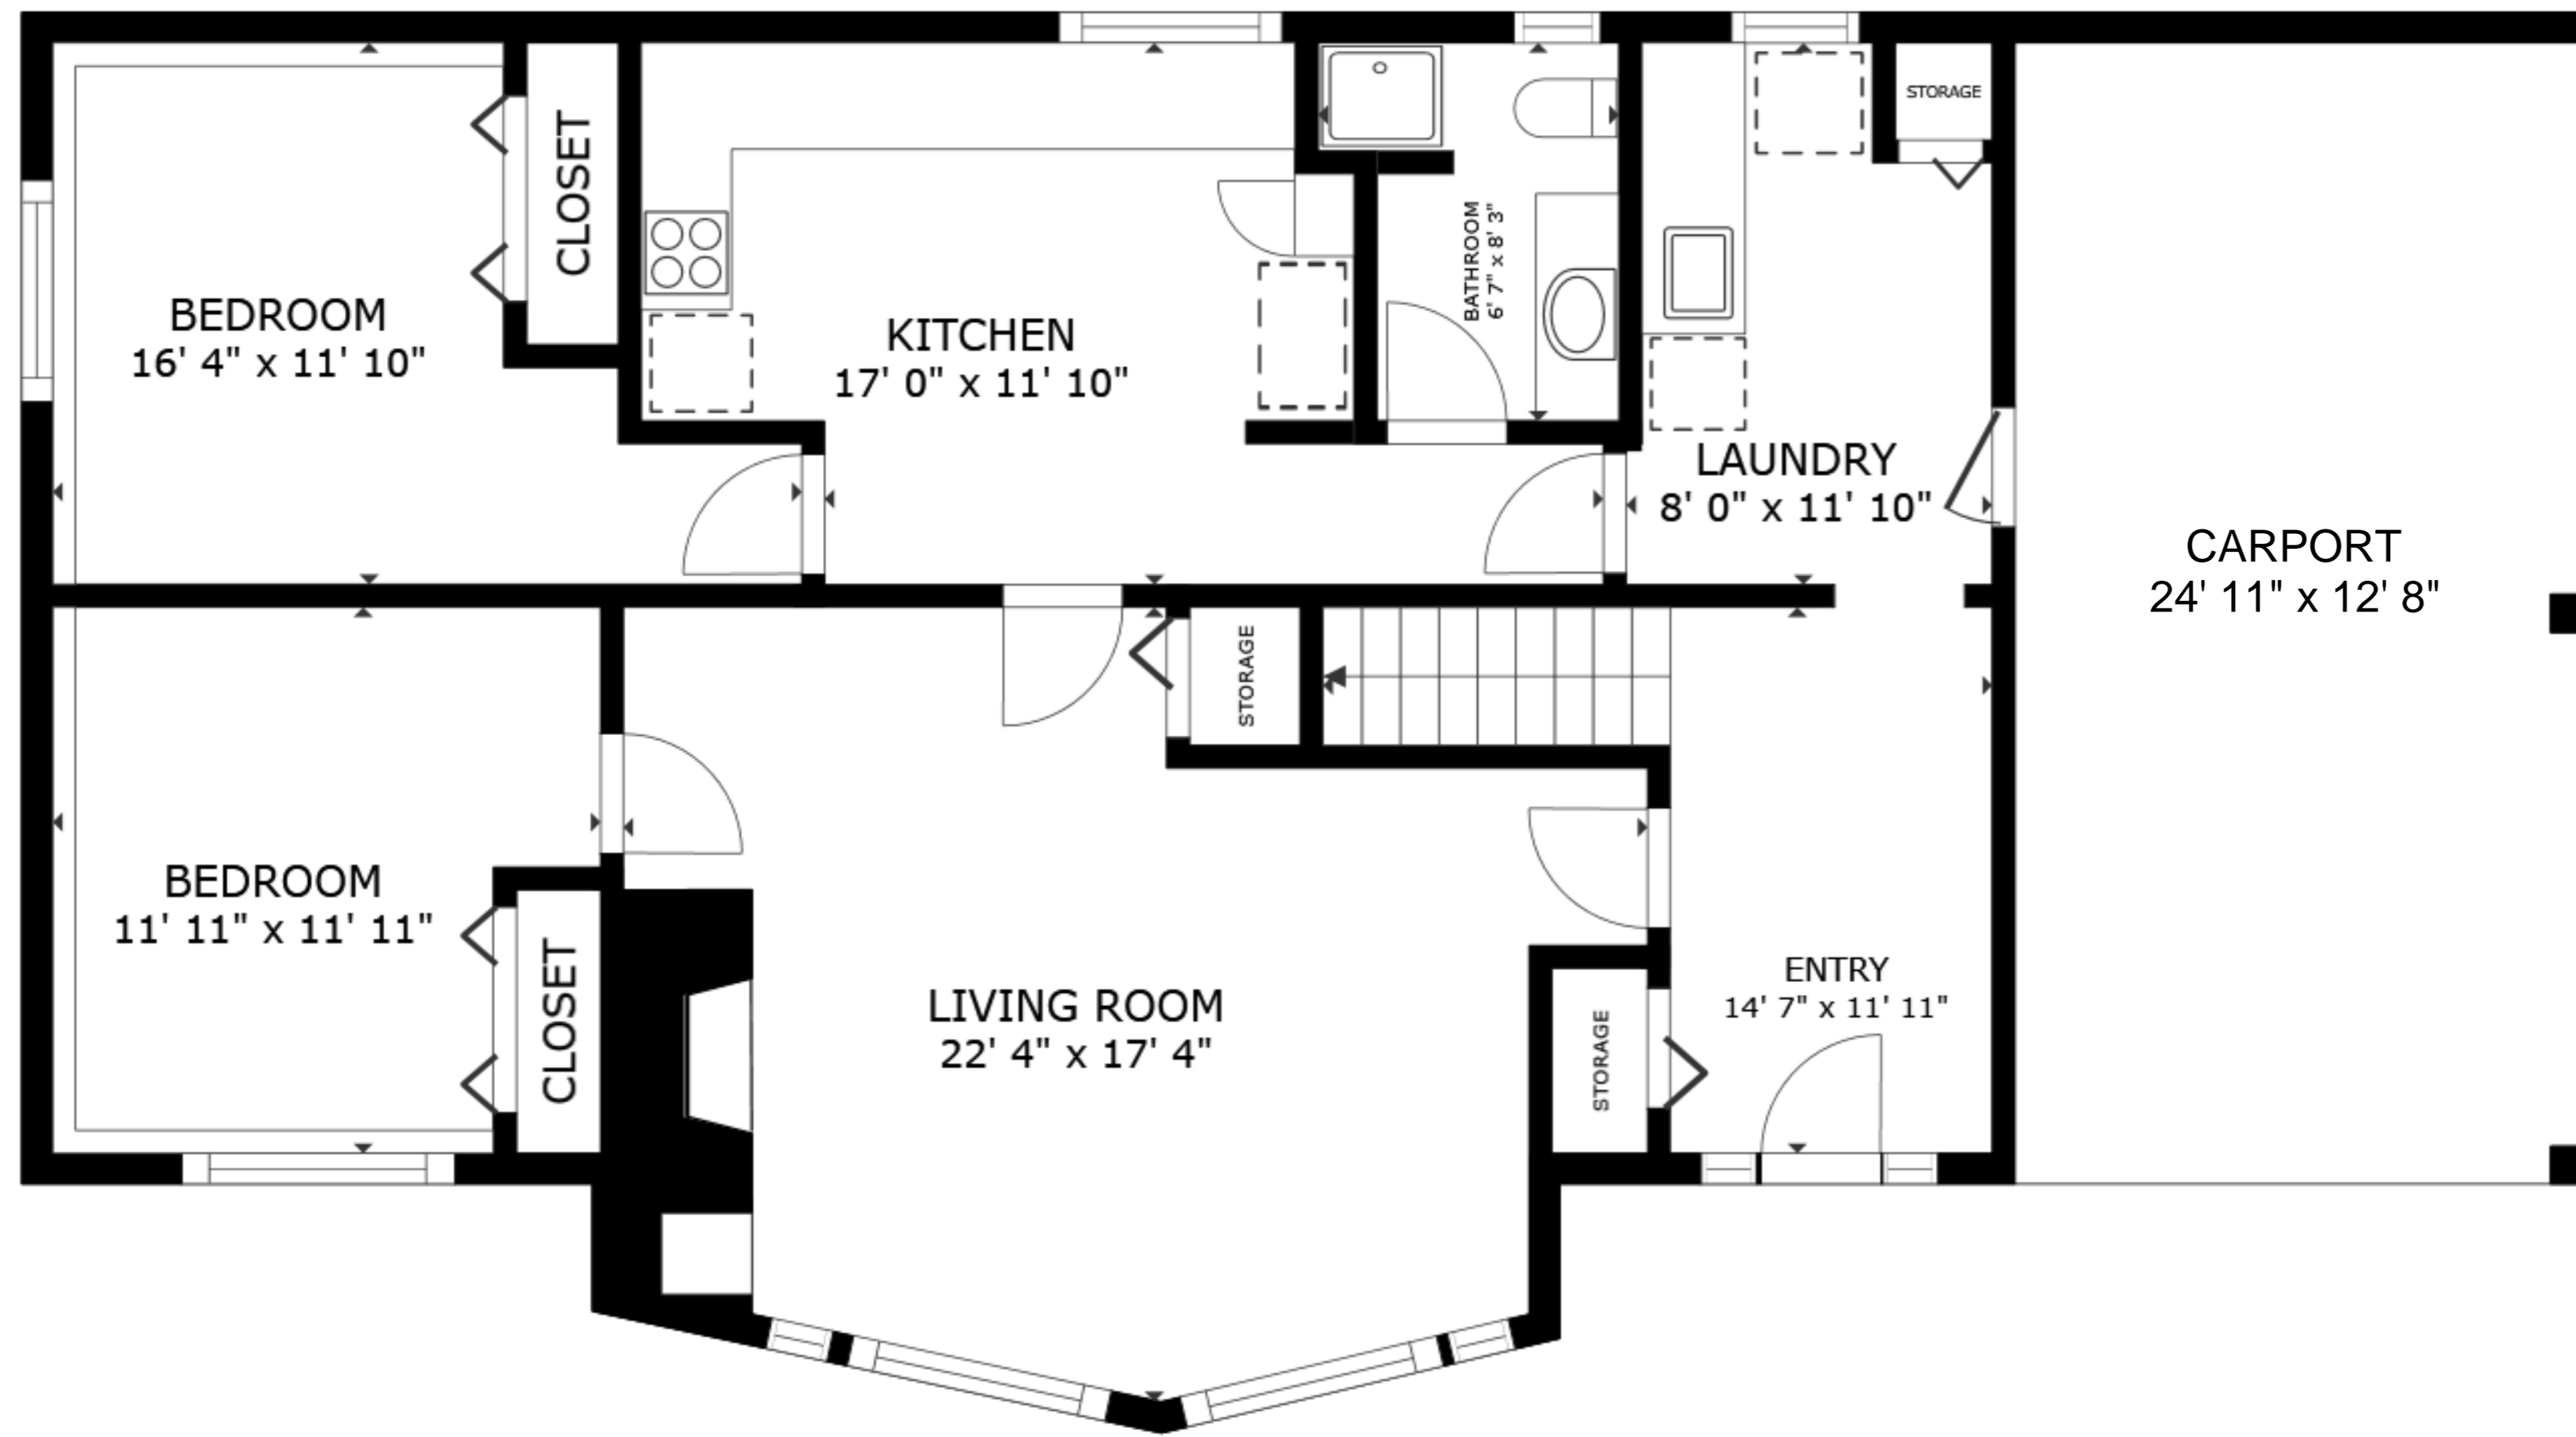 BEDROOM
16' 4" x 11' 10"
CLOSET
KITCHEN
17' 0" x 11' 10"
BATHROOM
6' 7" x 8' 3"
STORAGE
LAUNDRY
8' 0" x 11' 10"
CARPORT
24' 11" x 12' 8"
STORAGE
BEDROOM
11' 11" x 11' 11"
CLOSET
LIVING ROOM
22' 4" x 17' 4"
STORAGE
ENTRY
14' 7" x 11' 11"